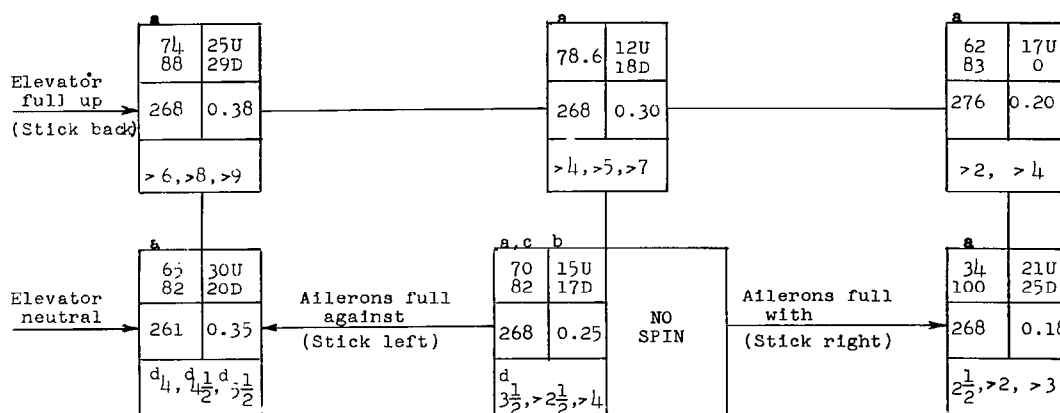 a
74 25U
88 29D
268 0.38
>6,>8,>9
a
78.6 12U
18D
268 0.30
>4,>5,>7
a
62 17U
83 0
276 0.20
>2, >4
Elevator
full up
(Stick back)
a
65 30U
82 20D
261 0.35
d4, d4½, d5½
a,c b
70 15U
82 17D
268 0.25
d
3½,>2½,>4
NO
SPIN
a
34 21U
100 25D
268 0.18
2½,>2, >3
Elevator
neutral
Ailerons full
against
(Stick left)
Ailerons full
with
(Stick right)